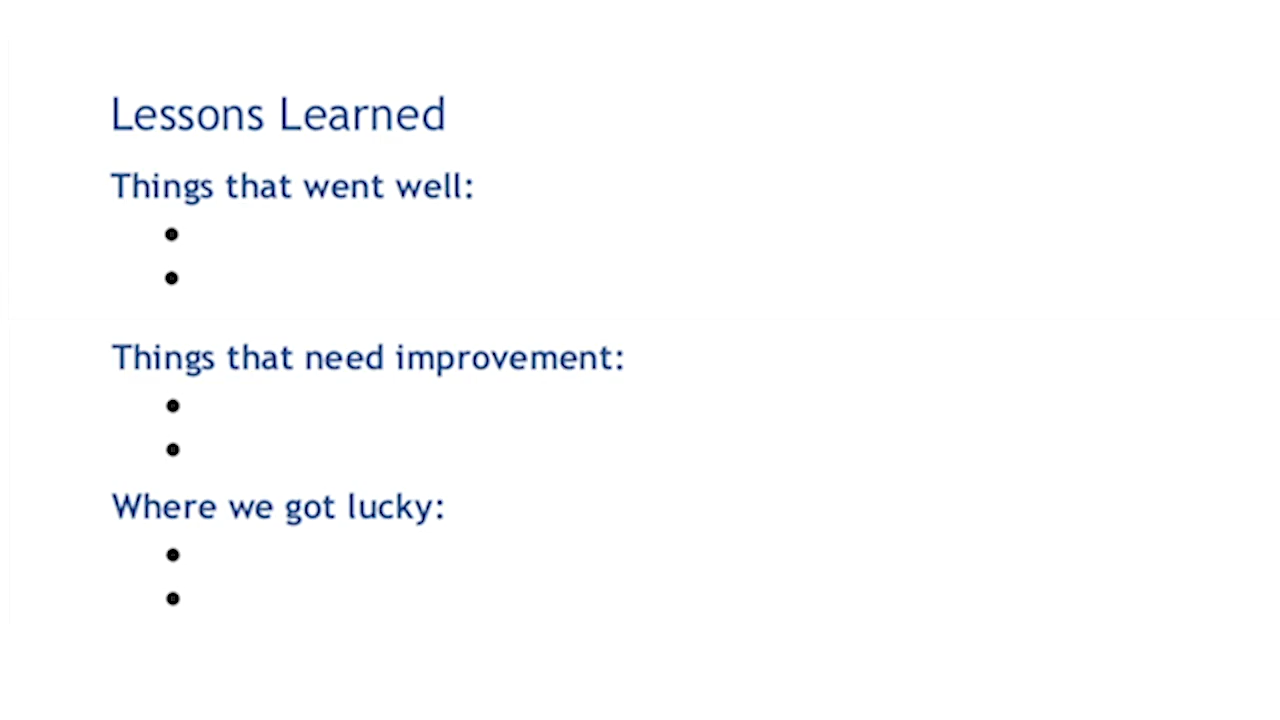 Lessons Learned
Things that went well:
•
•
Things that need improvement:
•
•
Where we got lucky:
•
•